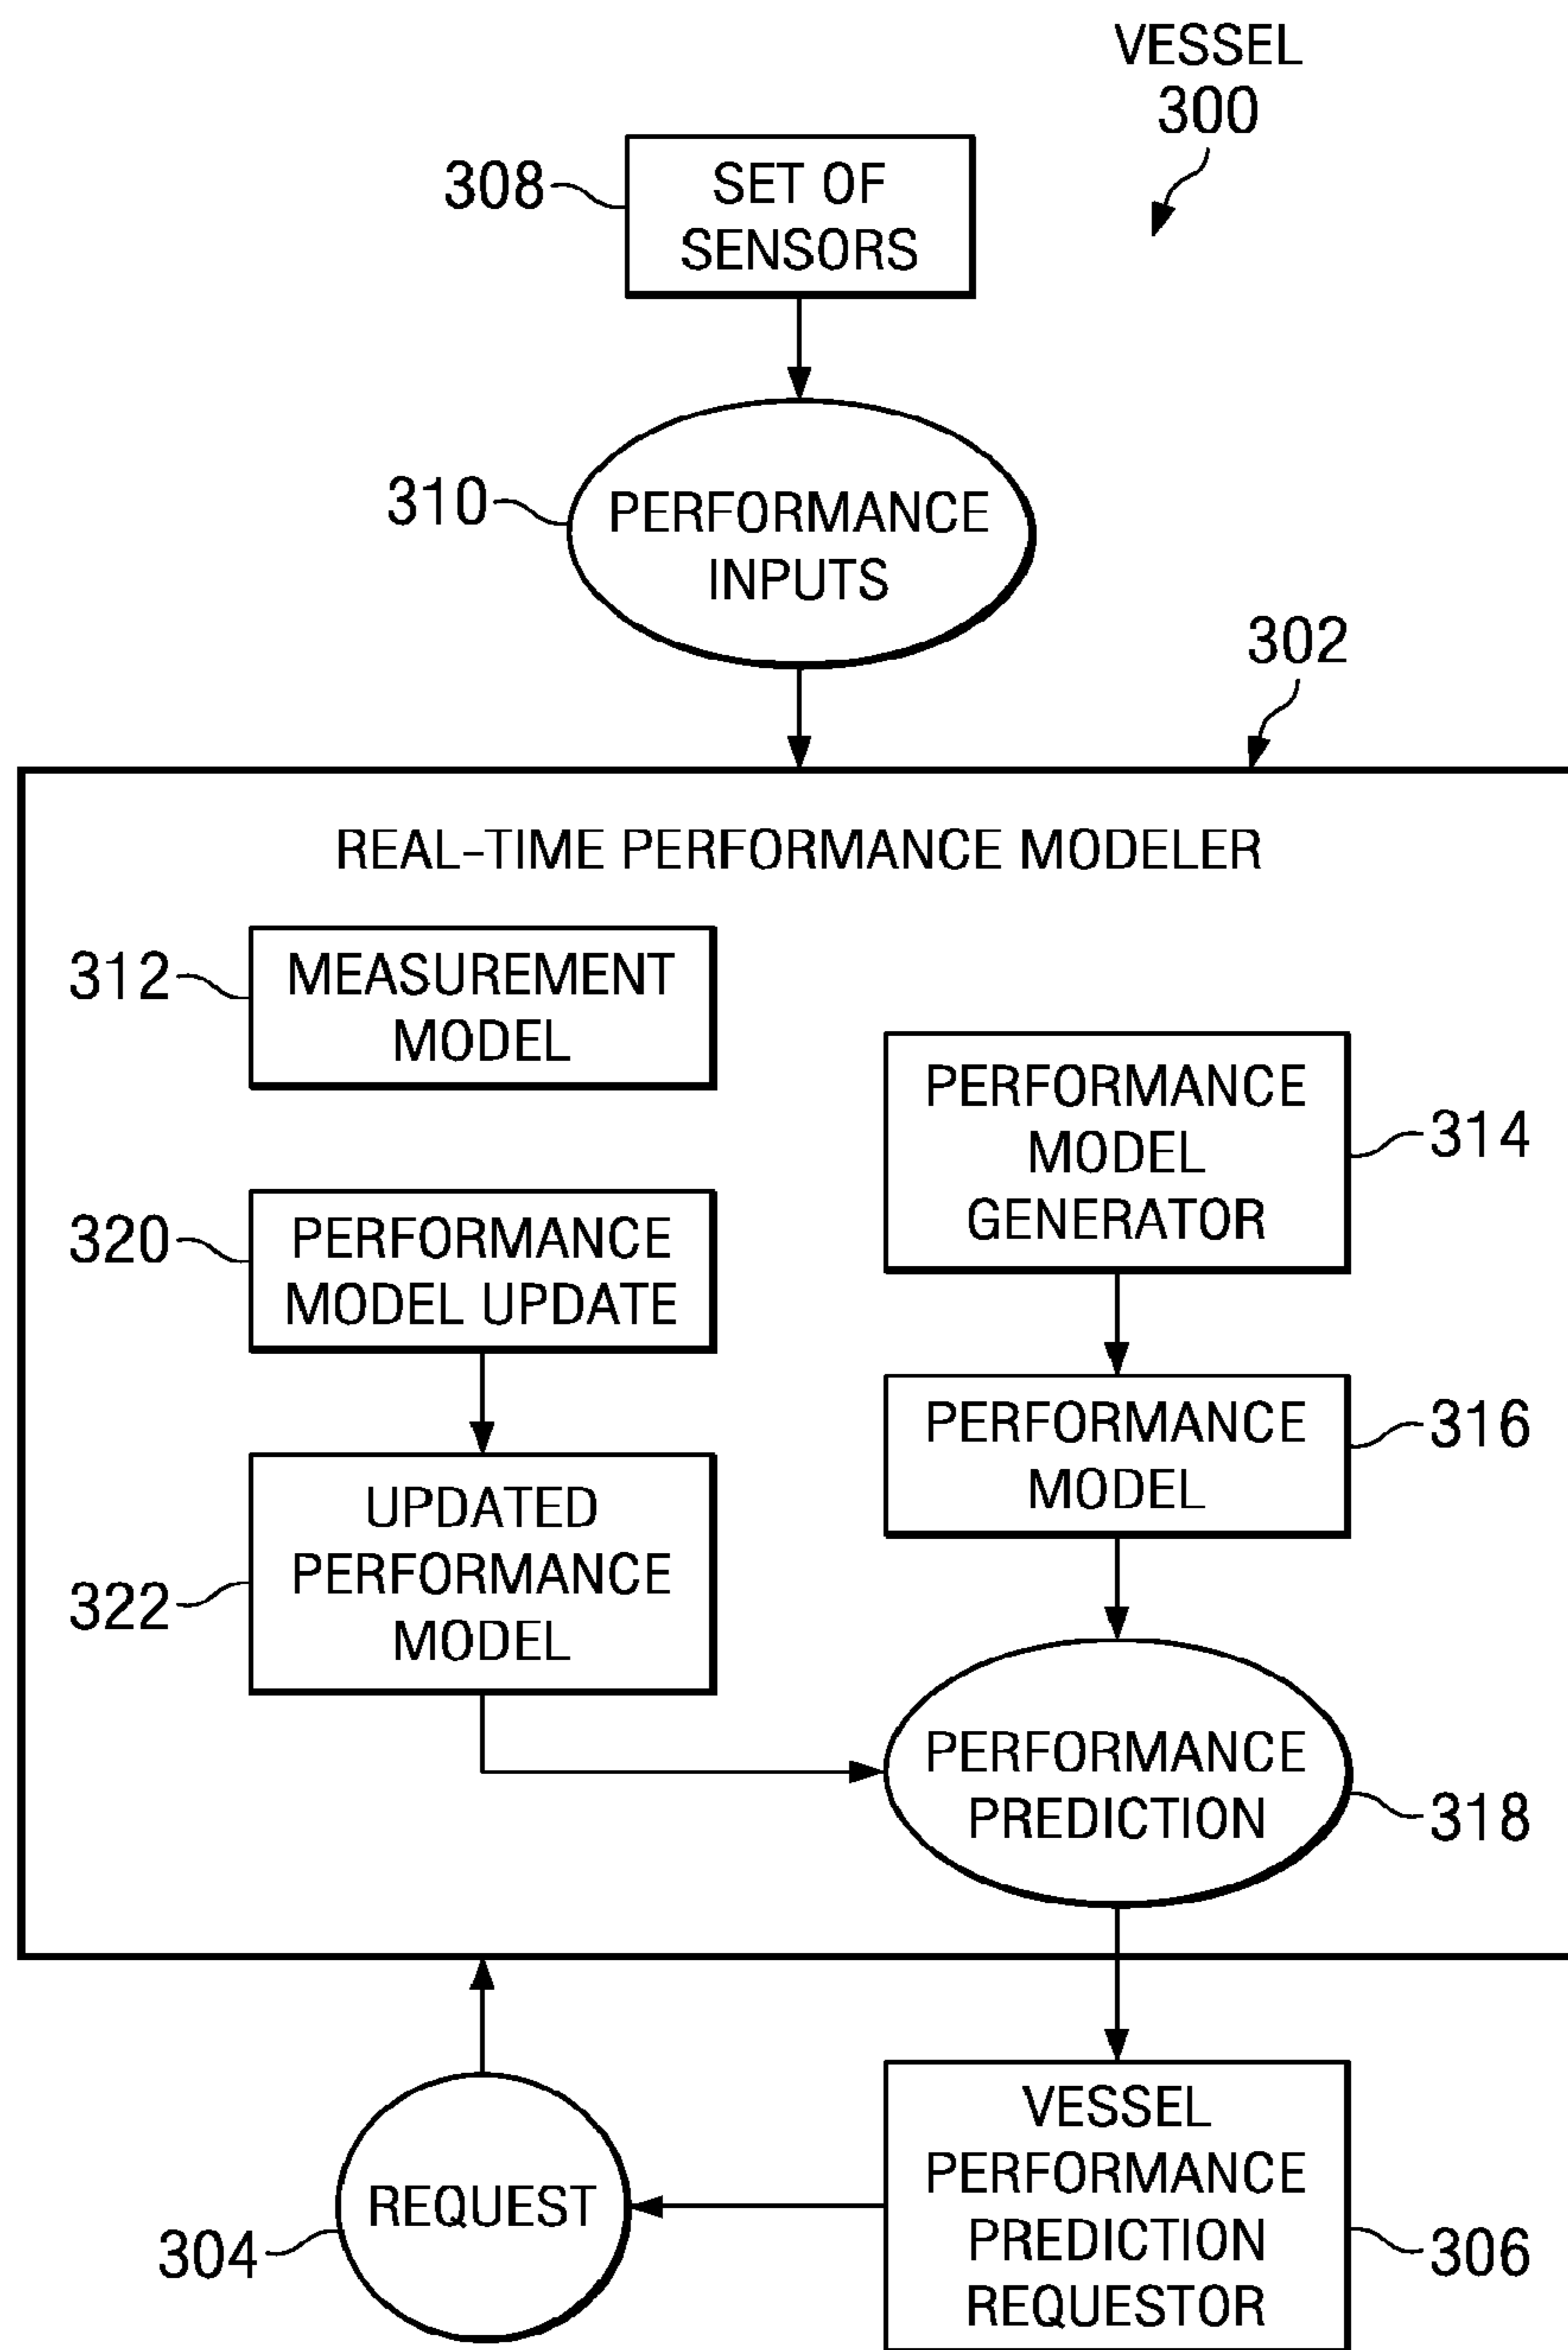 VESSEL
300
308
SET OF
SENSORS
310
PERFORMANCE
INPUTS
302
REAL-TIME PERFORMANCE MODELER
312
MEASUREMENT
MODEL
PERFORMANCE
MODEL
GENERATOR
314
320
PERFORMANCE
MODEL UPDATE
PERFORMANCE
MODEL
316
322
UPDATED
PERFORMANCE
MODEL
PERFORMANCE
PREDICTION
318
304
REQUEST
VESSEL
PERFORMANCE
PREDICTION
REQUESTOR
306